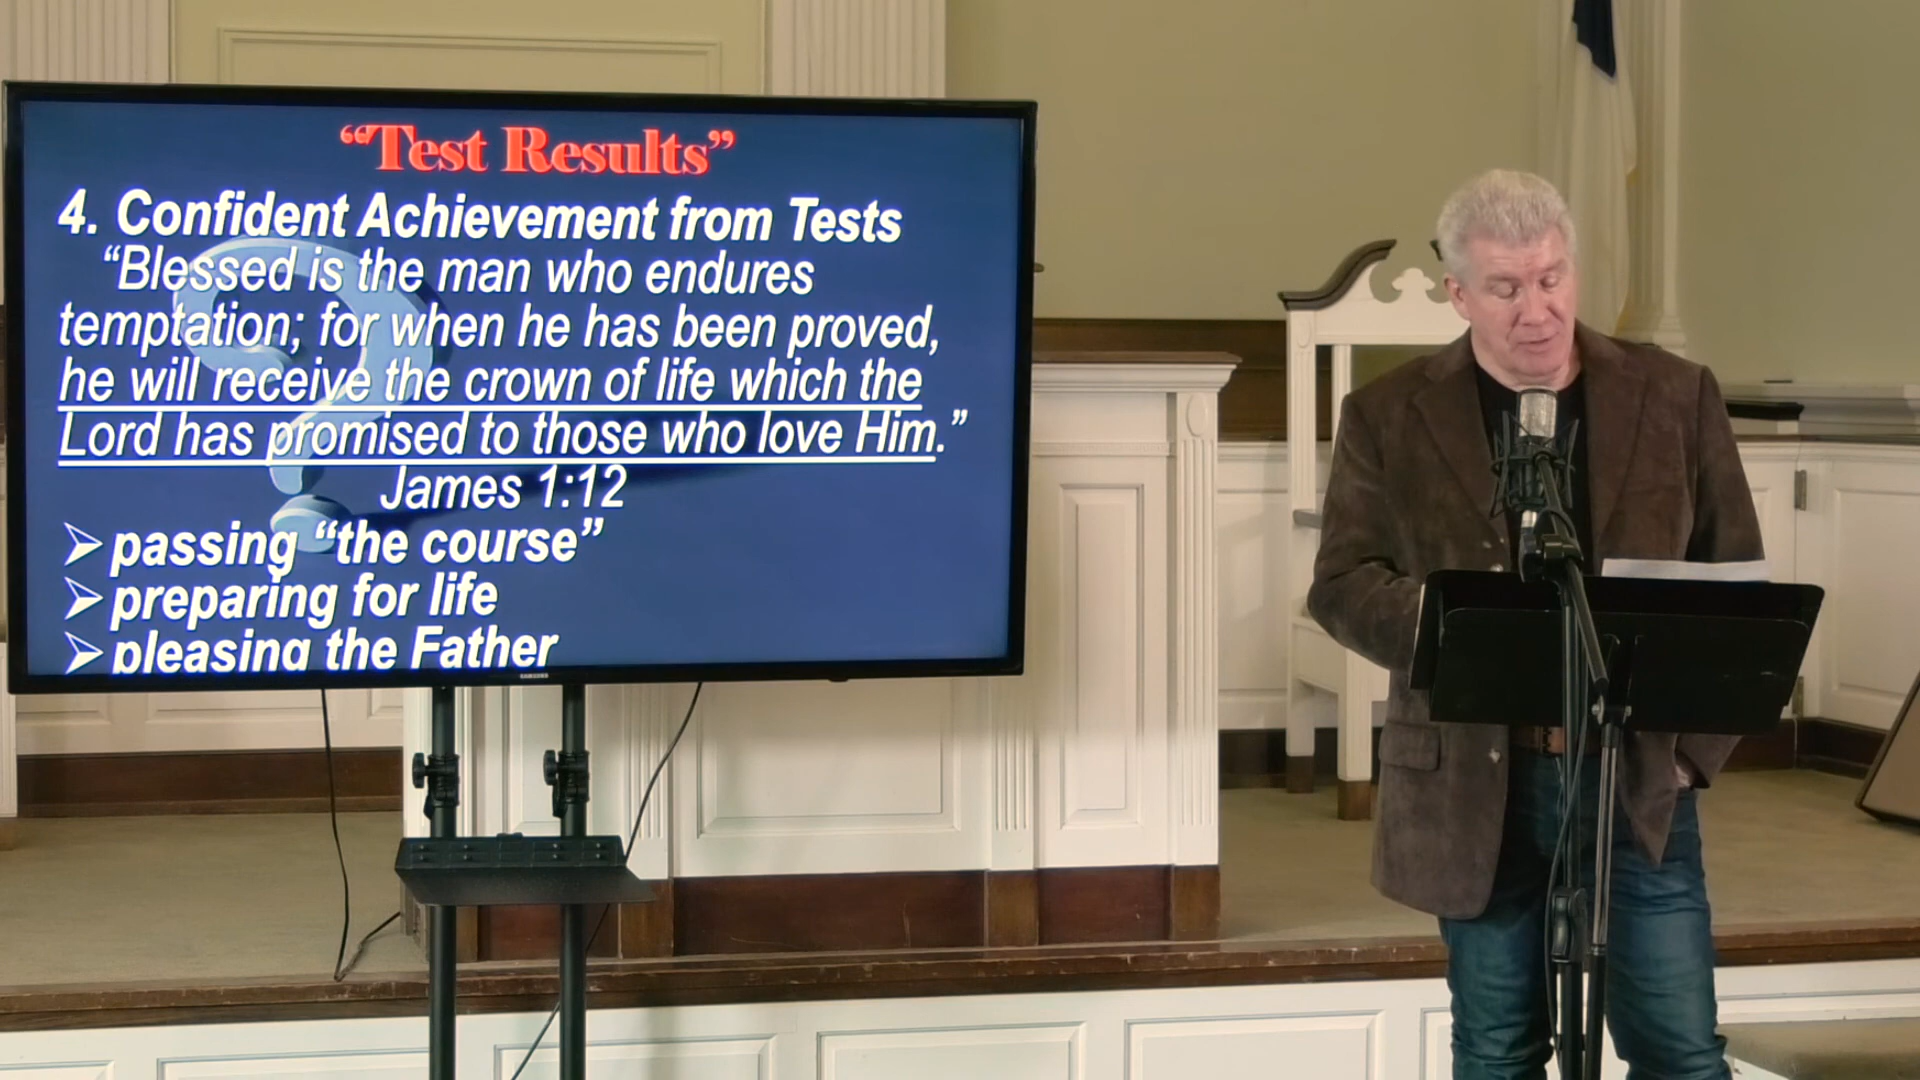 “Test Results”
4. Confident Achievement from Tests
“Blessed is the man who endures
temptation; for when he has been proved,
he will receive the crown of life which the
Lord has promised to those who love Him.”
James 1:12
➢ passing “the course”
➢ preparing for life
➢ pleasing the Father
SAMSUNG